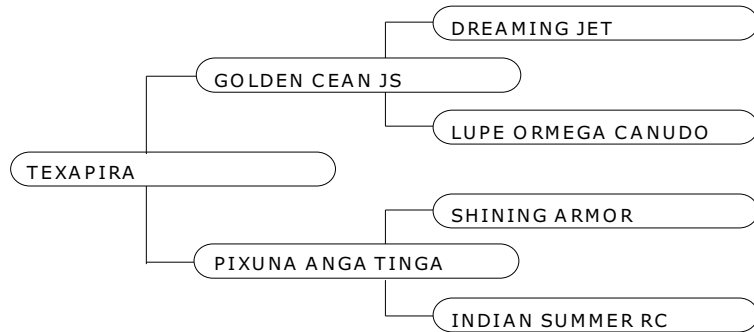 DREAMING JET
GOLDEN CEAN JS
LUPE ORMEGA CANUDO
TEXAPIRA
SHINING ARMOR
PIXUNA ANGA TINGA
INDIAN SUMMER RC